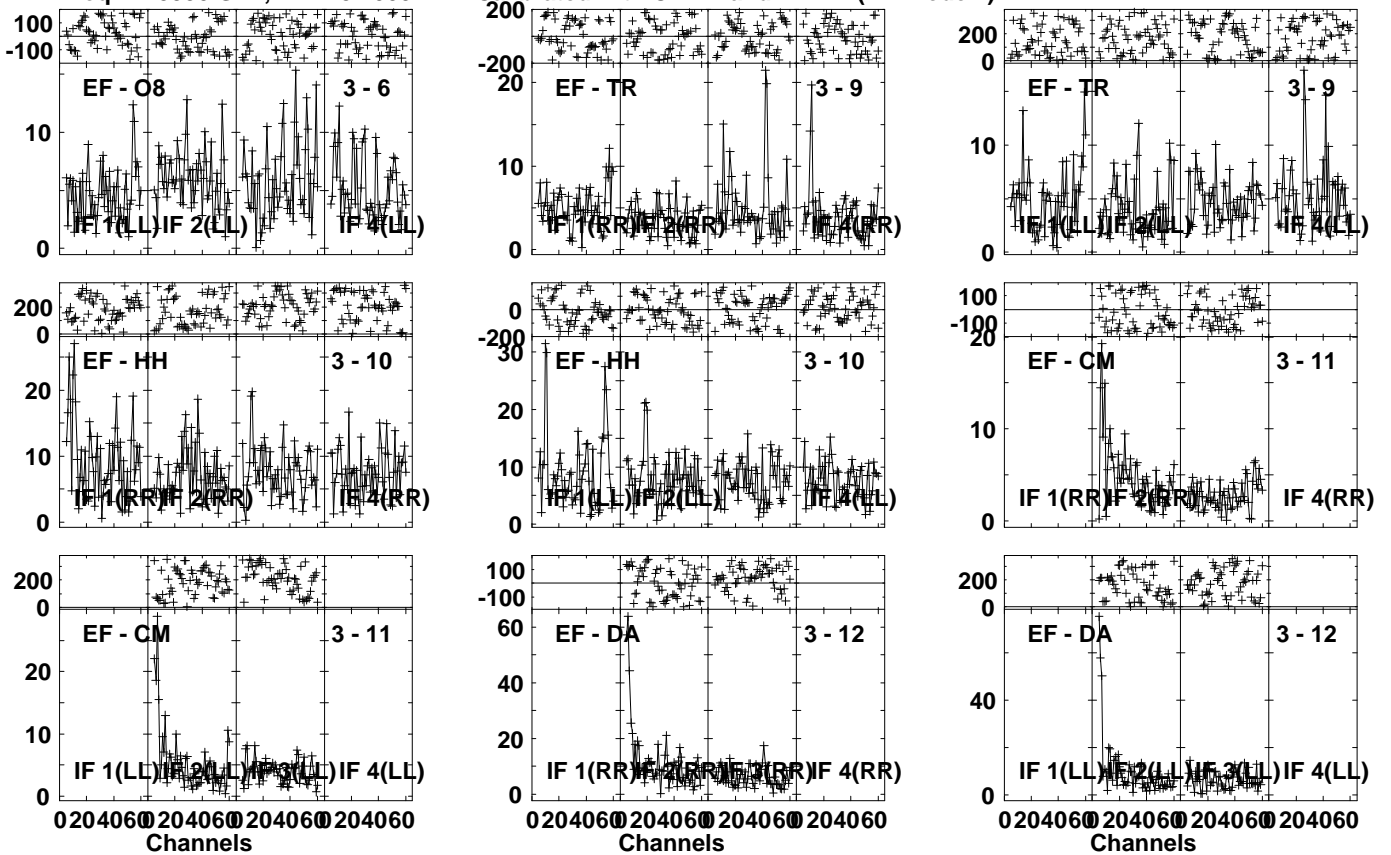 200
100
-100
200
-200
200
0
EF - O8 3 - 6
10
0
IF 1(LL) IF 2(LL) IF 4(LL)
EF - TR 3 - 9
20
10
0
IF 1(RR) IF 2(RR) IF 4(RR)
EF - TR 3 - 9
10
0
IF 1(LL) IF 2(LL) IF 4(LL)
200
0
0
-200
100
-100
EF - HH 3 - 10
20
10
0
IF 1(RR) IF 2(RR) IF 4(RR)
EF - HH 3 - 10
30
20
10
0
IF 1(LL) IF 2(LL) IF 4(LL)
EF - CM 3 - 11
20
10
0
IF 1(RR) IF 2(RR) IF 4(RR)
200
0
100
-100
200
0
EF - CM 3 - 11
20
10
0
IF 1(LL) IF 2(LL) IF 3(LL) IF 4(LL)
EF - DA 3 - 12
60
40
20
0
IF 1(RR) IF 2(RR) IF 3(RR) IF 4(RR)
EF - DA 3 - 12
40
0
IF 1(LL) IF 2(LL) IF 3(LL) IF 4(LL)
0 20 40 60 0 20 40 60 0 20 40 60 0 20 40 60
0 20 40 60 0 20 40 60 0 20 40 60 0 20 40 60
0 20 40 60 0 20 40 60 0 20 40 60 0 20 40 60
Channels Channels Channels